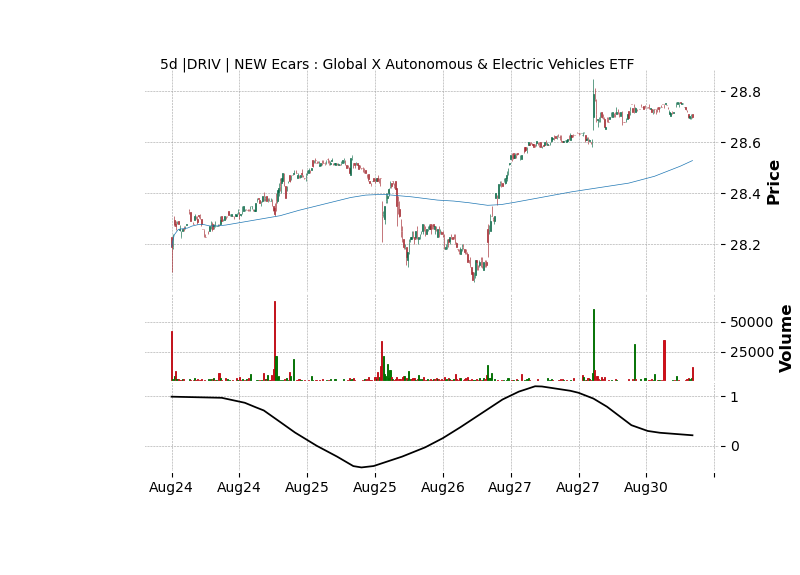 5d |DRIV | NEW Ecars : Global X Autonomous & Electric Vehicles ETF
28.8
28.6
28.4
28.2
Price
50000
25000
Volume
1
0
Aug24 Aug24 Aug25 Aug25 Aug26 Aug27 Aug27 Aug30